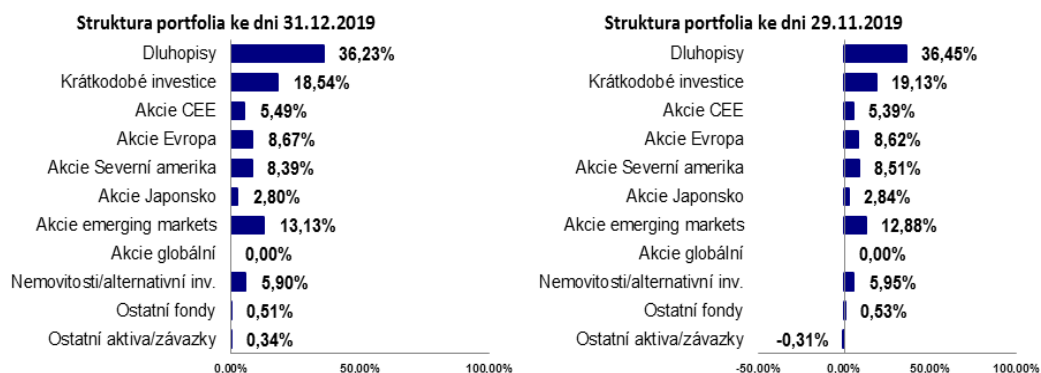 Struktura portfolia ke dni 31.12.2019
Dluhopisy 36,23%
Krátkodobé investice 18,54%
Akcie CEE 5,49%
Akcie Evropa 8,67%
Akcie Severní amerika 8,39%
Akcie Japonsko 2,80%
Akcie emerging markets 13,13%
Akcie globální 0,00%
Nemovitosti/alternativní inv. 5,90%
Ostatní fondy 0,51%
Ostatní aktiva/závazky 0,34%
0.00% 50.00% 100.00%
Struktura portfolia ke dni 29.11.2019
Dluhopisy 36,45%
Krátkodobé investice 19,13%
Akcie CEE 5,39%
Akcie Evropa 8,62%
Akcie Severní amerika 8,51%
Akcie Japonsko 2,84%
Akcie emerging markets 12,88%
Akcie globální 0,00%
Nemovitosti/alternativní inv. 5,95%
Ostatní fondy 0,53%
Ostatní aktiva/závazky -0,31%
-50.00% 0.00% 50.00% 100.00%